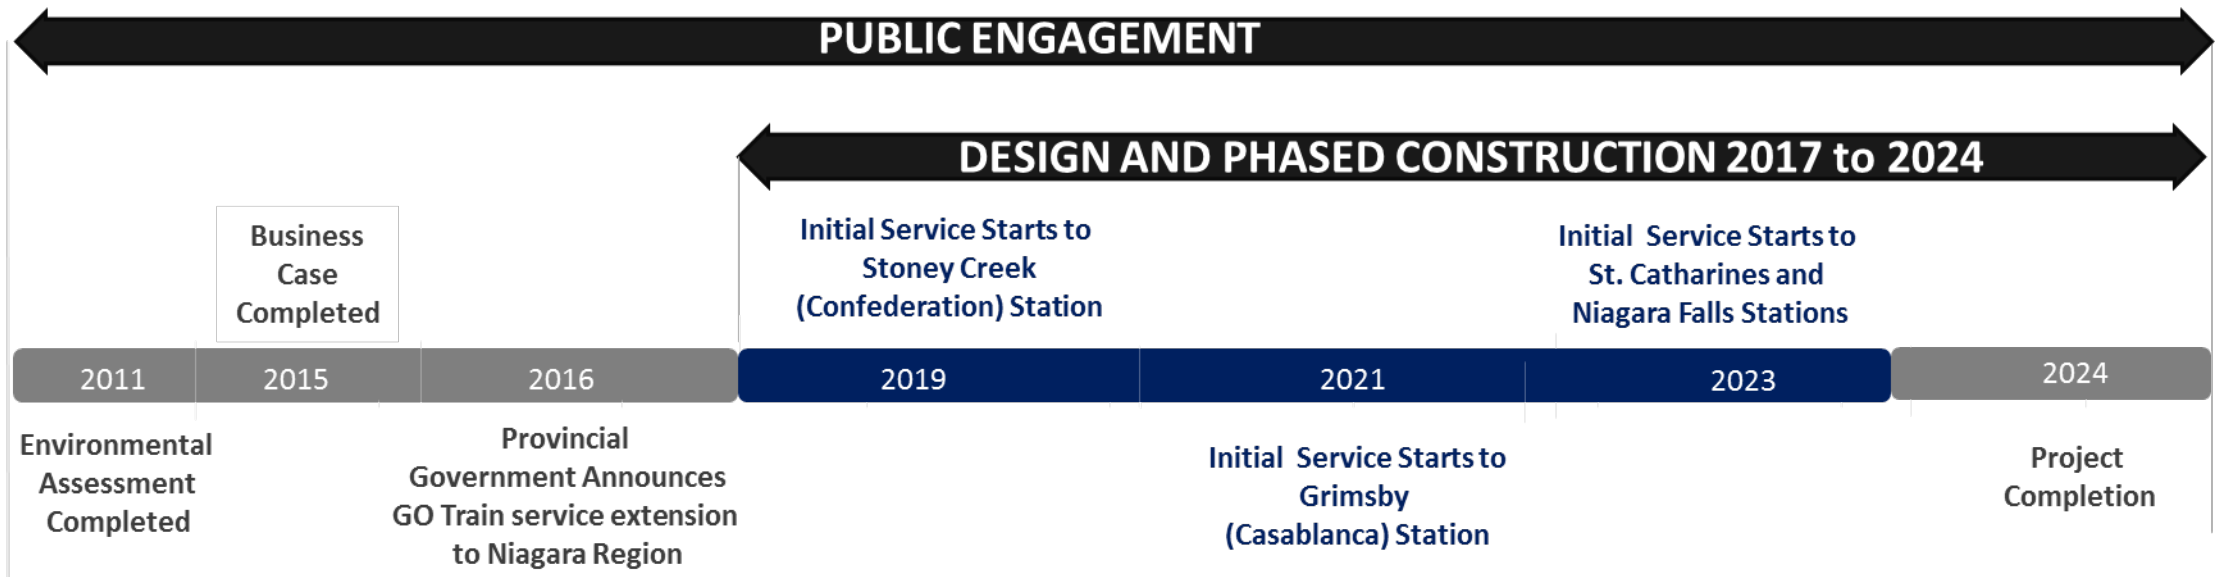 PUBLIC ENGAGEMENT
DESIGN AND PHASED CONSTRUCTION 2017 to 2024
Business
Case
Completed
Initial Service Starts to
Stoney Creek
(Confederation) Station
Initial Service Starts to
St. Catharines and
Niagara Falls Stations
2011
2015
2016
2019
2021
2023
2024
Environmental
Assessment
Completed
Provincial
Government Announces
GO Train service extension
to Niagara Region
Initial Service Starts to
Grimsby
(Casablanca) Station
Project
Completion